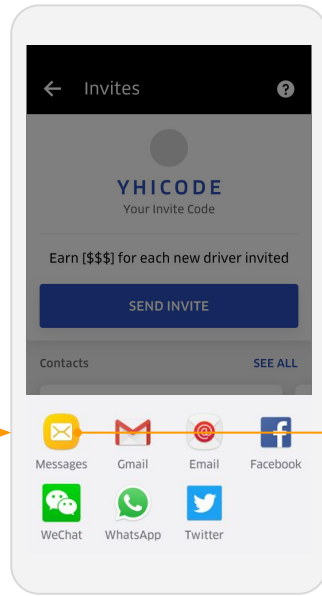 Invites
YHICODE
Your Invite Code
Earn [$$$] for each new driver invited
SEND INVITE
Contacts SEE ALL
Messages Gmail Email Facebook
WeChat WhatsApp Twitter